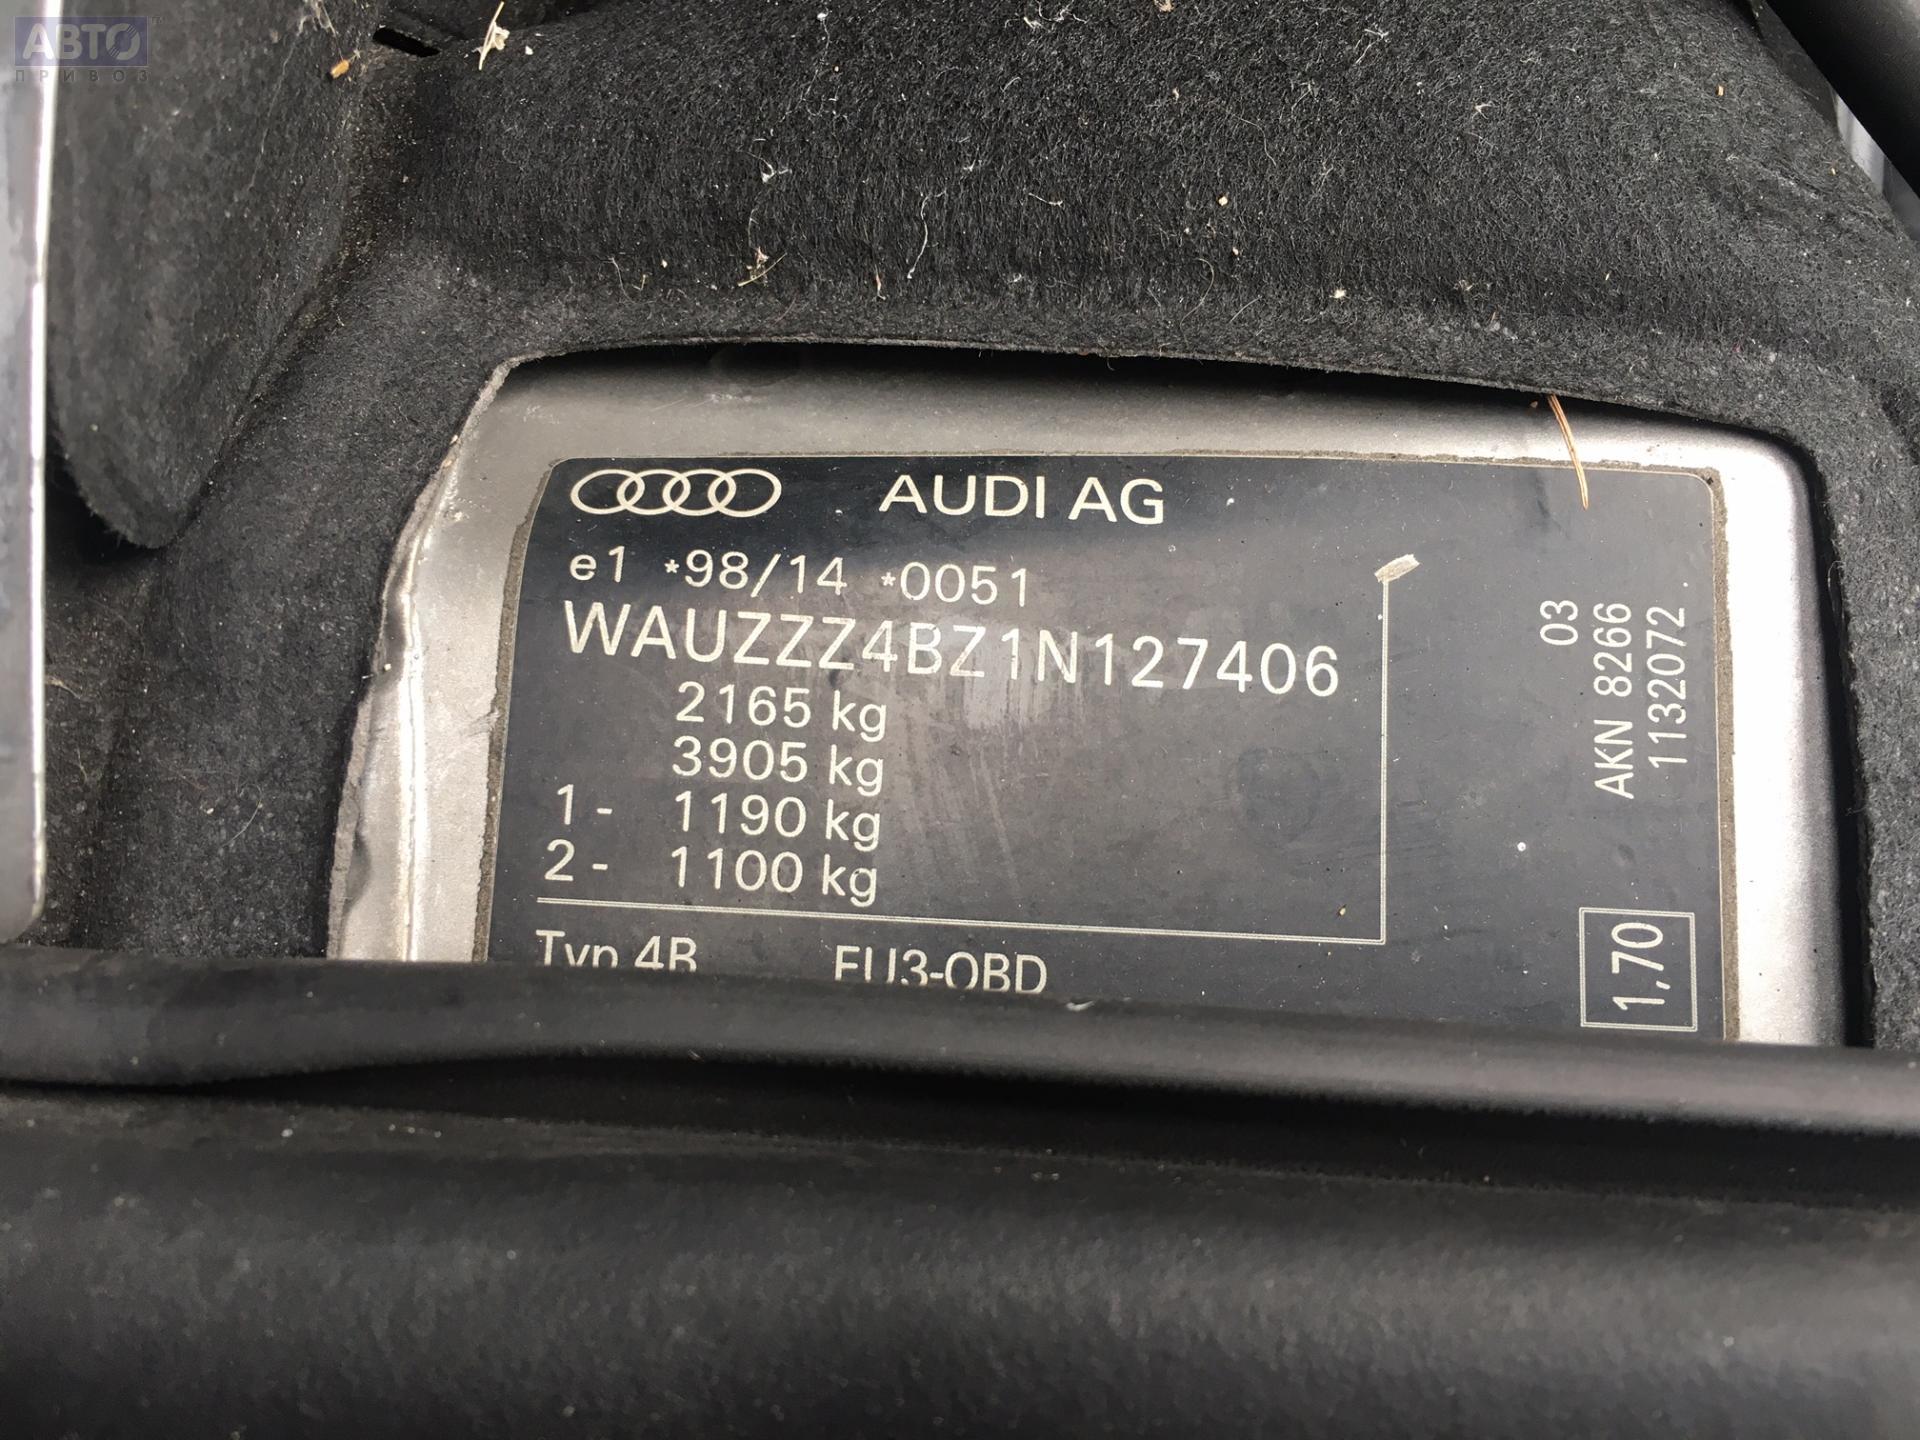 АВТО
ПРИВОЗ
AUDI AG
e1 *98/14 *0051
WAUZZZ4BZ1N127406
2165 kg
3905 kg
1 - 1190 kg
2 - 1100 kg
Typ 4B EU3-OBD
03
AKN 8266
1132072
1,70